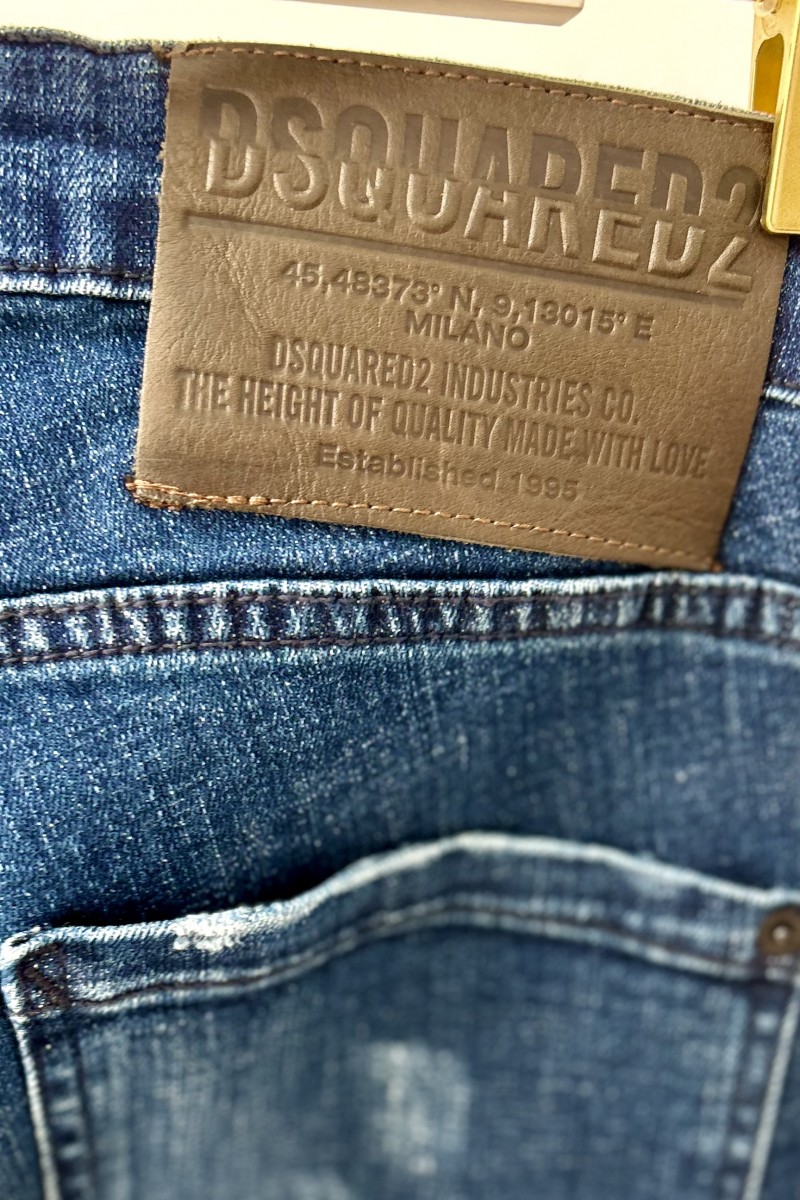 DSQUARED2
45,48373° N, 9,13015° E
MILANO
DSQUARED2 INDUSTRIES CO.
THE HEIGHT OF QUALITY MADE WITH LOVE
Established 1995